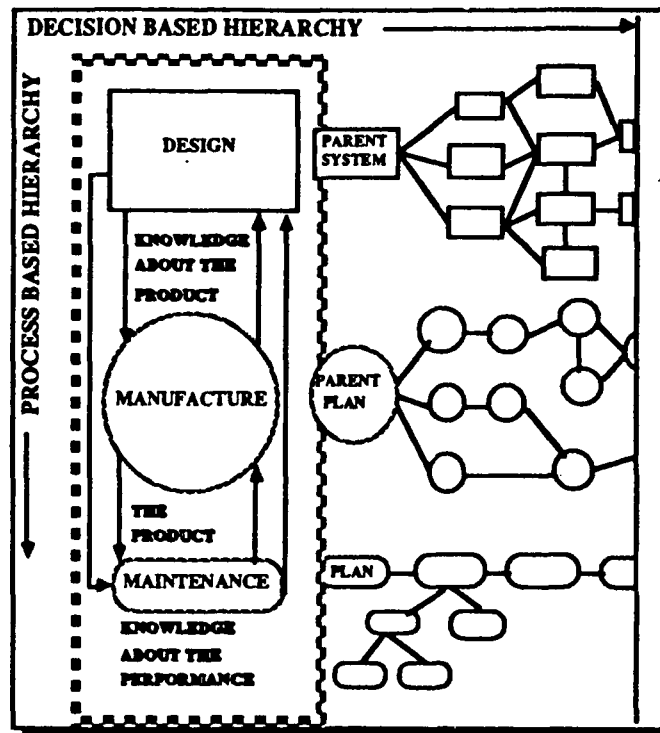 DECISION BASED HIERARCHY
PROCESS BASED HIERARCHY
DESIGN
PARENT
SYSTEM
KNOWLEDGE
ABOUT THE
PRODUCT
MANUFACTURE
PARENT
PLAN
THE
PRODUCT
MAINTENANCE
PLAN
KNOWLEDGE
ABOUT THE
PERFORMANCE